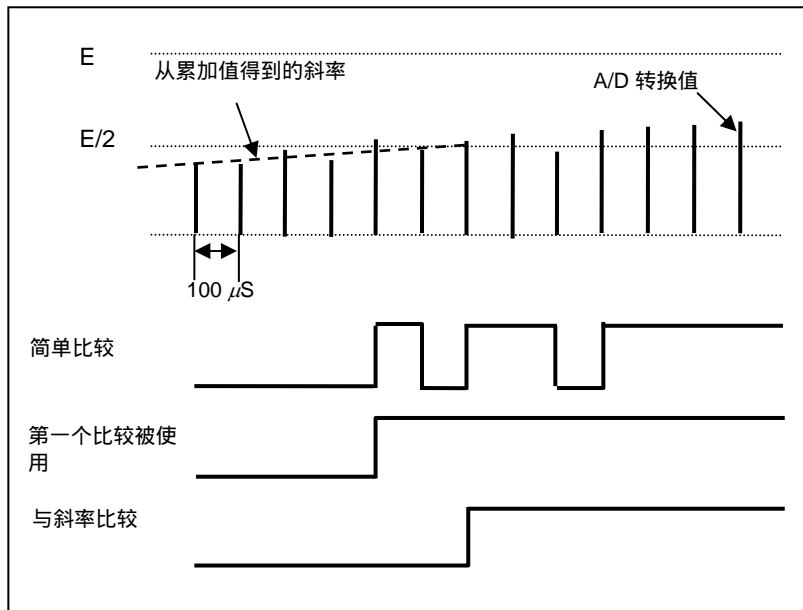 E
从累加值得到的斜率
A/D 转换值
E/2
100 μS
简单比较
第一个比较被使
用
与斜率比较